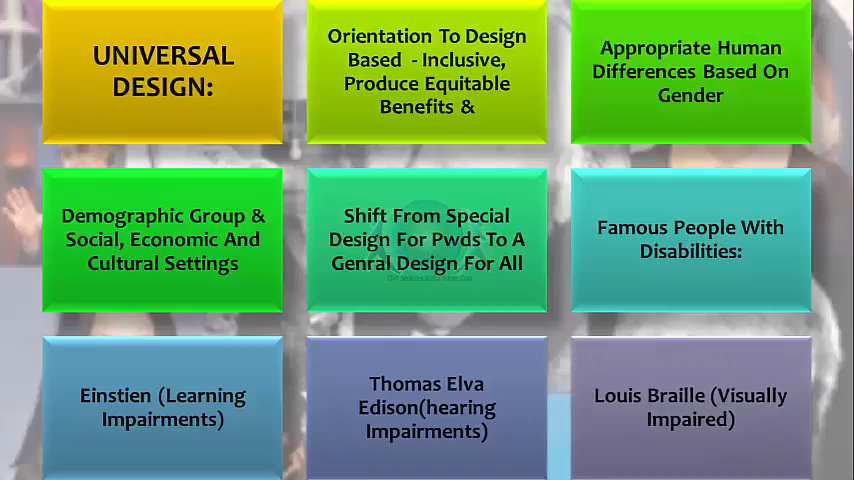 UNIVERSAL
DESIGN:
Orientation To Design
Based - Inclusive,
Produce Equitable
Benefits &
Appropriate Human
Differences Based On
Gender
Demographic Group &
Social, Economic And
Cultural Settings
Shift From Special
Design For Pwds To A
Genral Design For All
Famous People With
Disabilities:
Einstien (Learning
Impairments)
Thomas Elva
Edison(hearing
Impairments)
Louis Braille (Visually
Impaired)